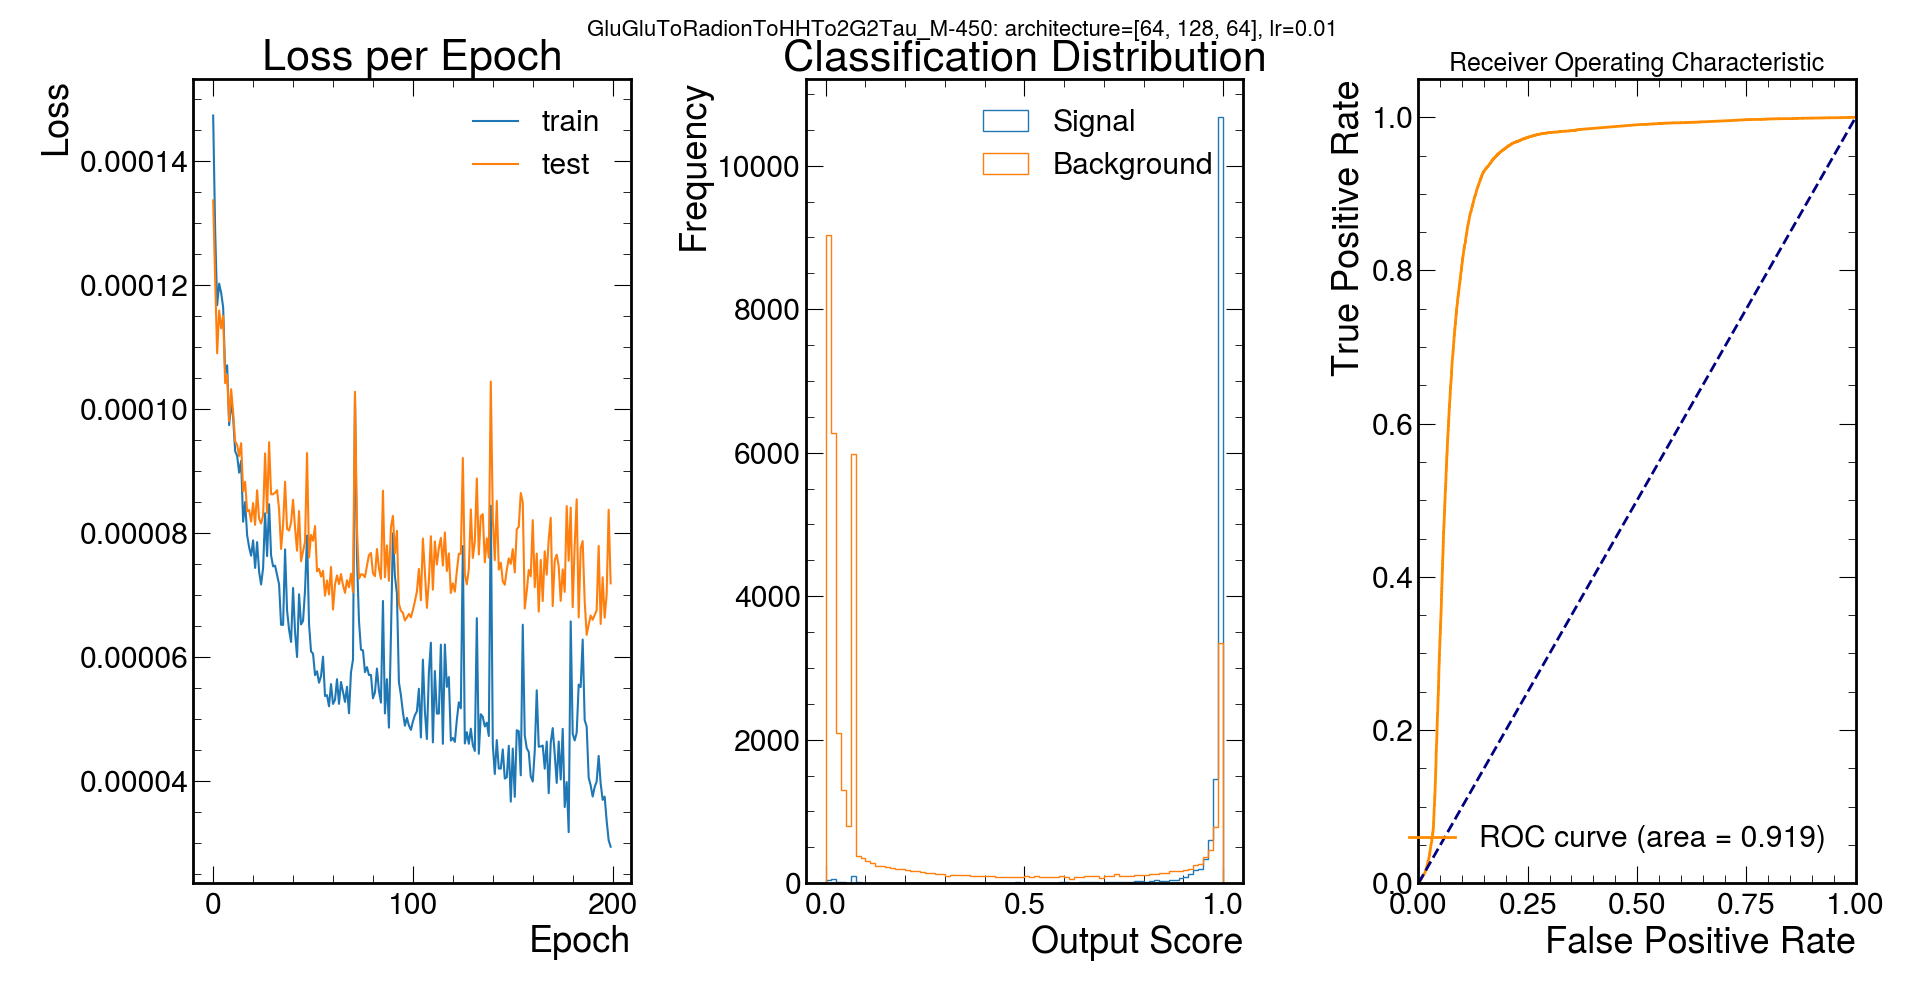 GluGluToRadionToHHTo2G2Tau_M-450: architecture=[64, 128, 64], lr=0.01
Loss per Epoch
Loss
0.00014
0.00012
0.00010
0.00008
0.00006
0.00004
0 100 200
Epoch
train
test
Classification Distribution
Frequency
10000
8000
6000
4000
2000
0
0.0 0.5 1.0
Output Score
Signal
Background
Receiver Operating Characteristic
True Positive Rate
1.0
0.8
0.6
0.4
0.2
0.0
0.00 0.25 0.50 0.75 1.00
False Positive Rate
ROC curve (area = 0.919)